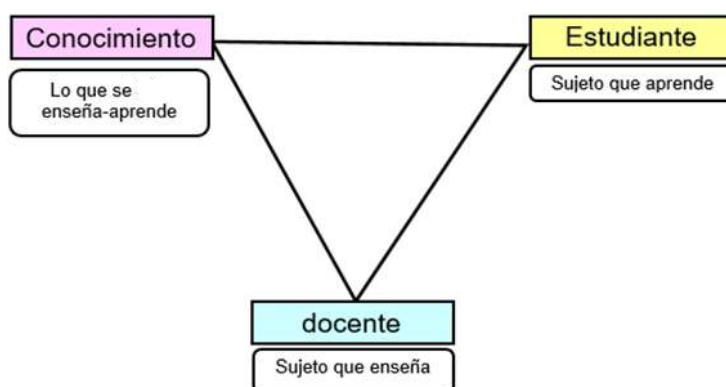 Conocimiento
Lo que se
enseña-aprende
Estudiante
Sujeto que aprende
docente
Sujeto que enseña